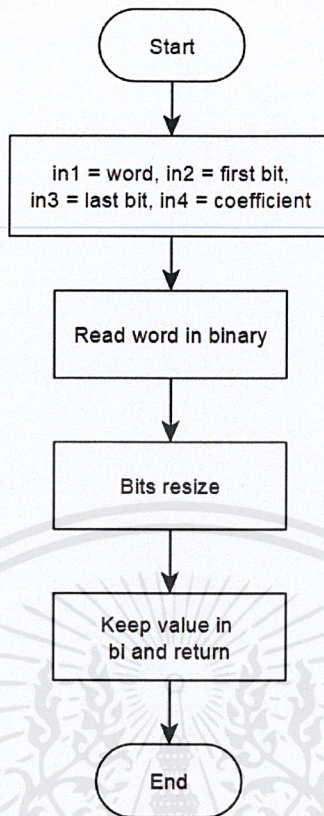 Start
in1 = word, in2 = first bit,
in3 = last bit, in4 = coefficient
Read word in binary
Bits resize
Keep value in
bi and return
End